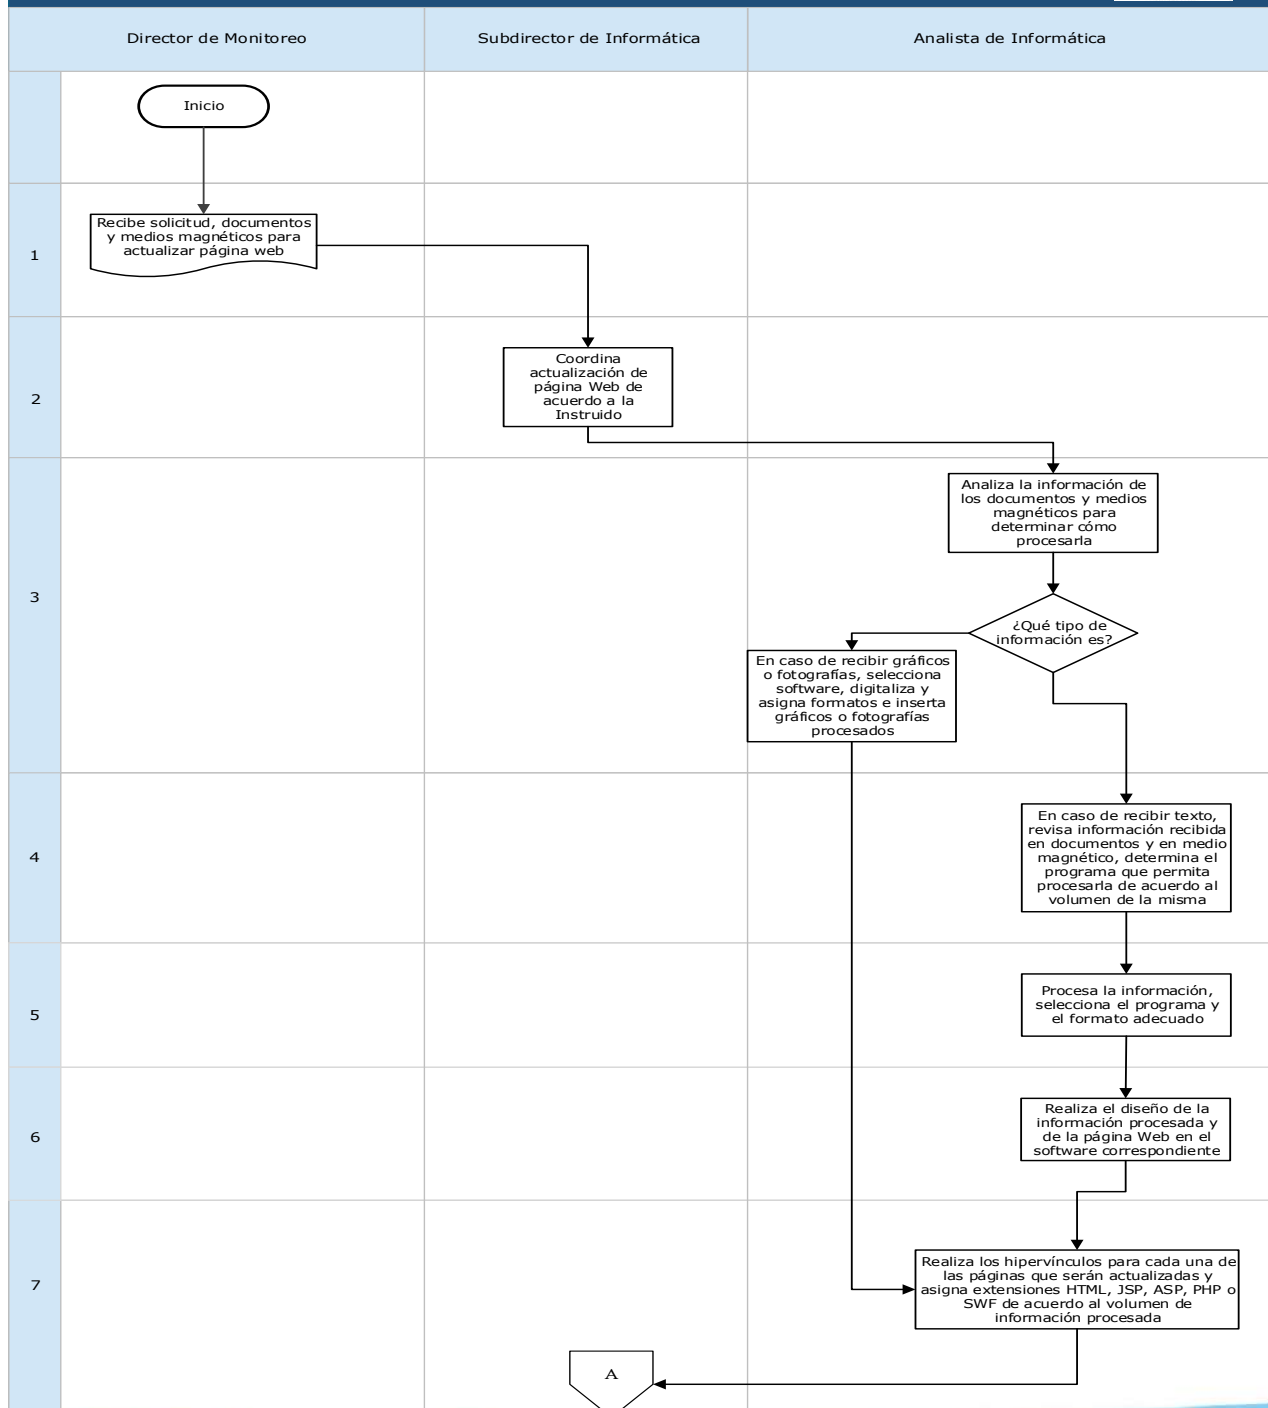 Director de Monitoreo
Subdirector de Informática
Analista de Informática
Inicio
1
Recibe solicitud, documentos
y medios magnéticos para
actualizar página web
2
Coordina
actualización de
página Web de
acuerdo a la
Instruido
3
Analiza la información de
los documentos y medios
magnéticos para
determinar cómo
procesarla
¿Qué tipo de
información es?
En caso de recibir gráficos
o fotografías, selecciona
software, digitaliza y
asigna formatos e inserta
gráficos o fotografías
procesados
4
En caso de recibir texto,
revisa información recibida
en documentos y en medio
magnético, determina el
programa que permita
procesarla de acuerdo al
volumen de la misma
5
Procesa la información,
selecciona el programa y
el formato adecuado
6
Realiza el diseño de la
información procesada y
de la página Web en el
software correspondiente
7
Realiza los hipervínculos para cada una de
las páginas que serán actualizadas y
asigna extensiones HTML, JSP, ASP, PHP o
SWF de acuerdo al volumen de
información procesada
A